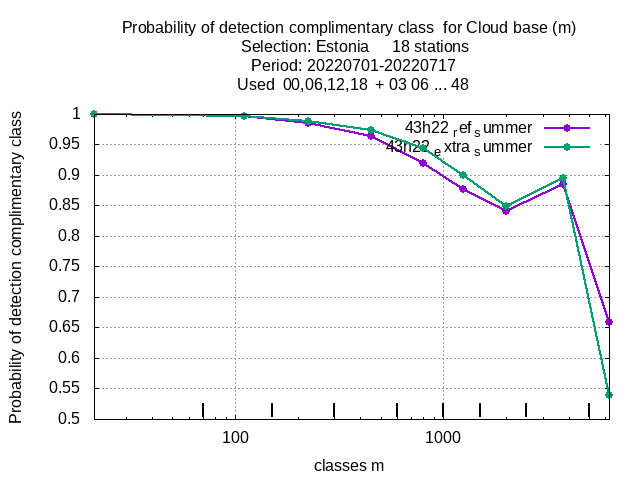 Probability of detection complimentary class  for Cloud base (m)
Selection: Estonia     18 stations
Period: 20220701-20220717
Used  00,06,12,18  + 03 06 ... 48
Probability of detection complimentary class
1
0.95
0.9
0.85
0.8
0.75
0.7
0.65
0.6
0.55
0.5
43h22 ref summer
43h22 extra summer
100
1000
classes m